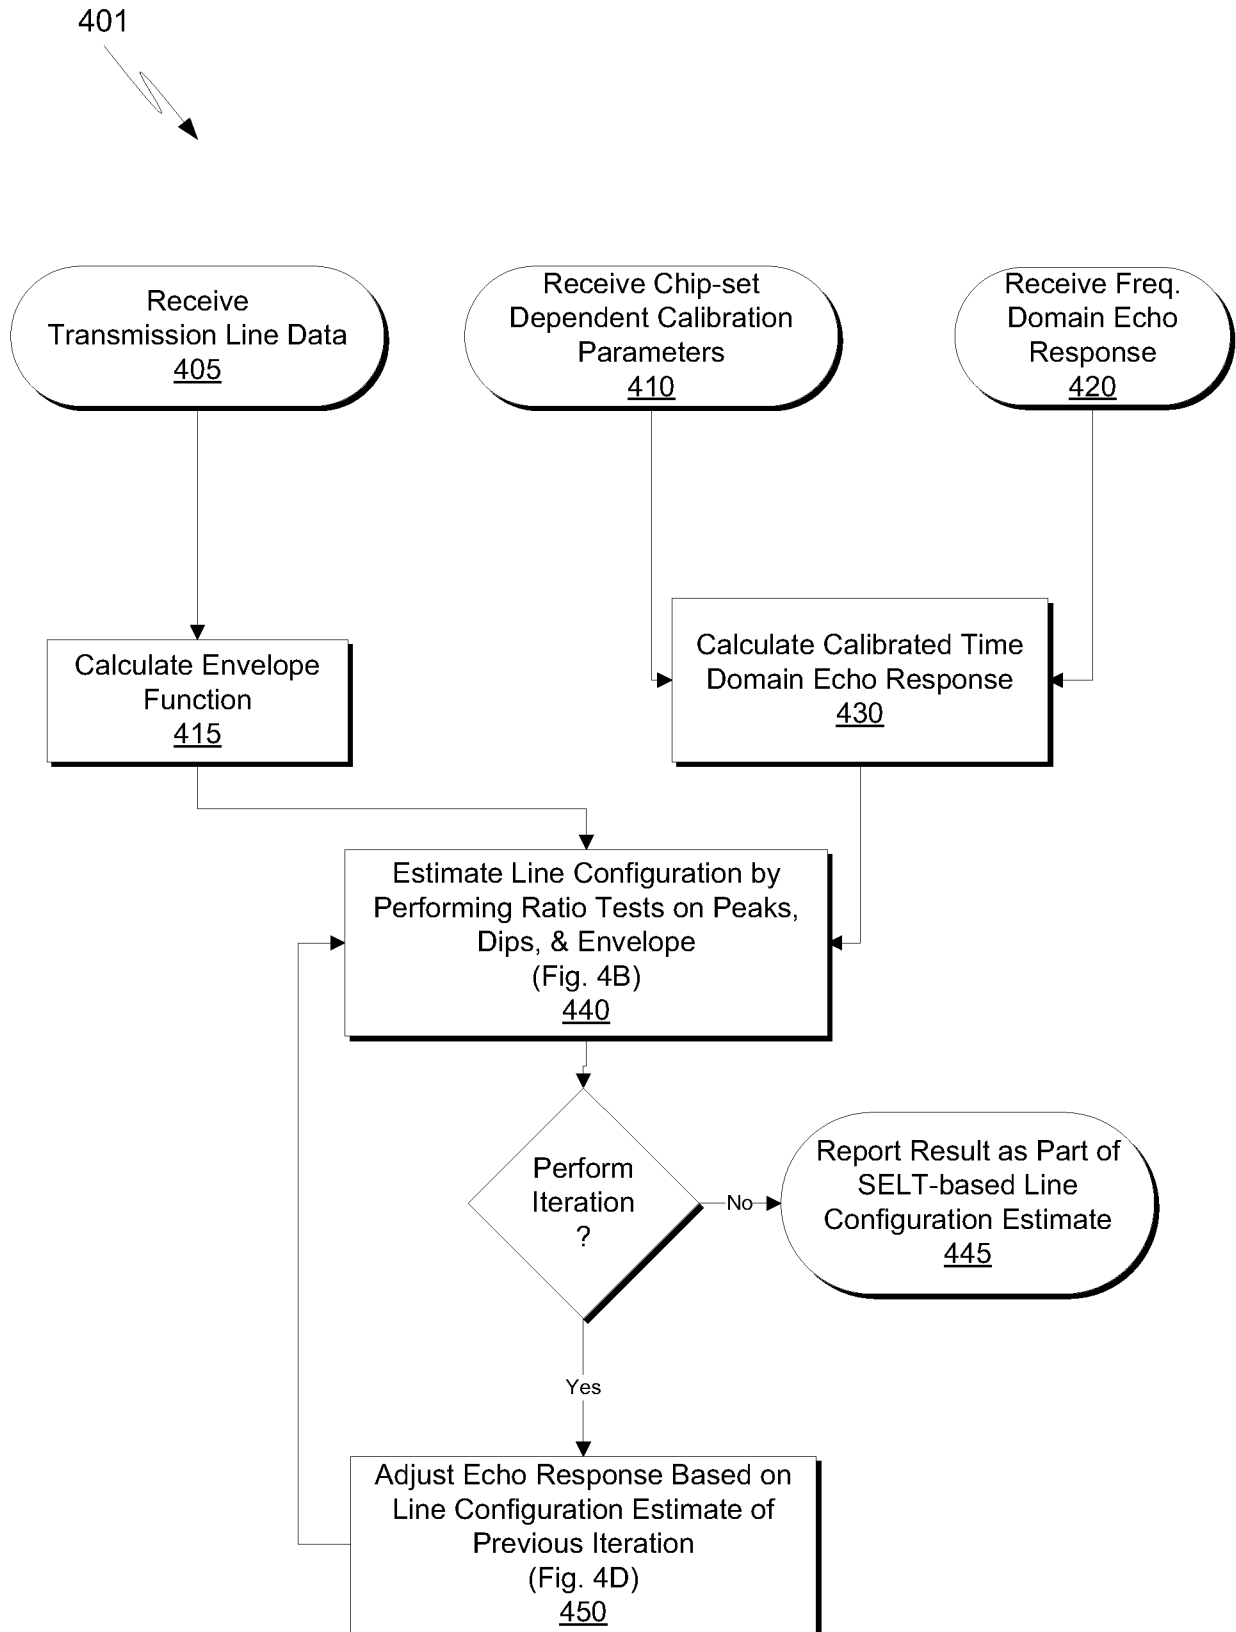 401
Receive
Transmission Line Data
405
Receive Chip-set
Dependent Calibration
Parameters
410
Receive Freq.
Domain Echo
Response
420
Calculate Envelope
Function
415
Calculate Calibrated Time
Domain Echo Response
430
Estimate Line Configuration by
Performing Ratio Tests on Peaks,
Dips, & Envelope
(Fig. 4B)
440
Perform
Iteration
?
No
Report Result as Part of
SELT-based Line
Configuration Estimate
445
Yes
Adjust Echo Response Based on
Line Configuration Estimate of
Previous Iteration
(Fig. 4D)
450